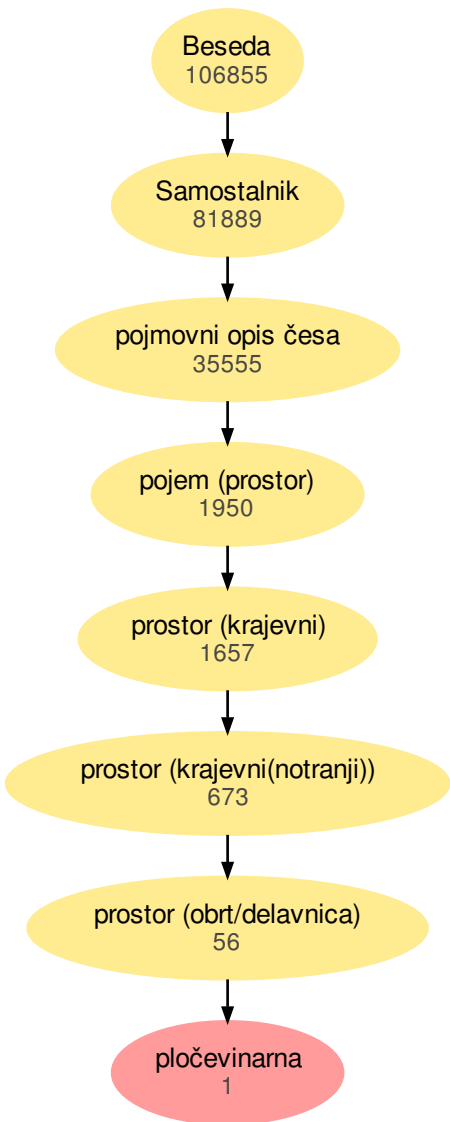 Beseda
106855
Samostalnik
81889
pojmovni opis česa
35555
pojem (prostor)
1950
prostor (krajevni)
1657
prostor (krajevni(notranji))
673
prostor (obrt/delavnica)
56
pločevinarna
1